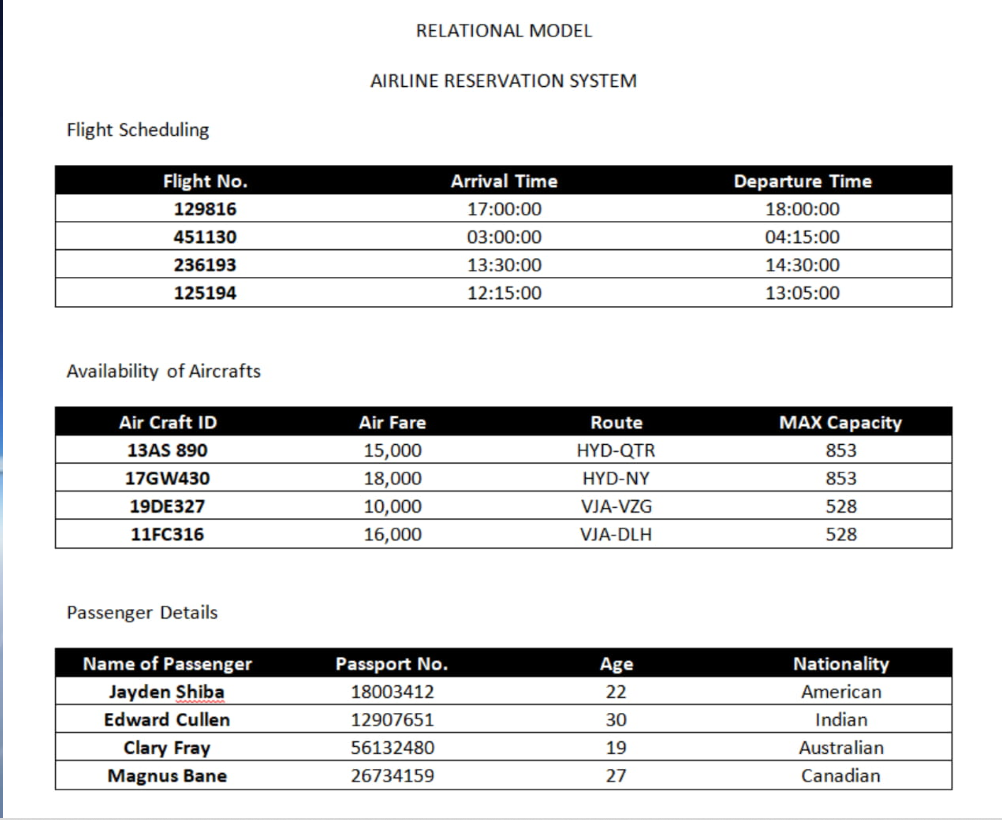 RELATIONAL MODEL
AIRLINE RESERVATION SYSTEM
Flight Scheduling
Flight No. Arrival Time Departure Time
129816 17:00:00 18:00:00
451130 03:00:00 04:15:00
236193 13:30:00 14:30:00
125194 12:15:00 13:05:00
Availability of Aircrafts
Air Craft ID Air Fare Route MAX Capacity
13AS 890 15,000 HYD-QTR 853
17GW430 18,000 HYD-NY 853
19DE327 10,000 VJA-VZG 528
11FC316 16,000 VJA-DLH 528
Passenger Details
Name of Passenger Passport No. Age Nationality
Jayden Shiba 18003412 22 American
Edward Cullen 12907651 30 Indian
Clary Fray 56132480 19 Australian
Magnus Bane 26734159 27 Canadian